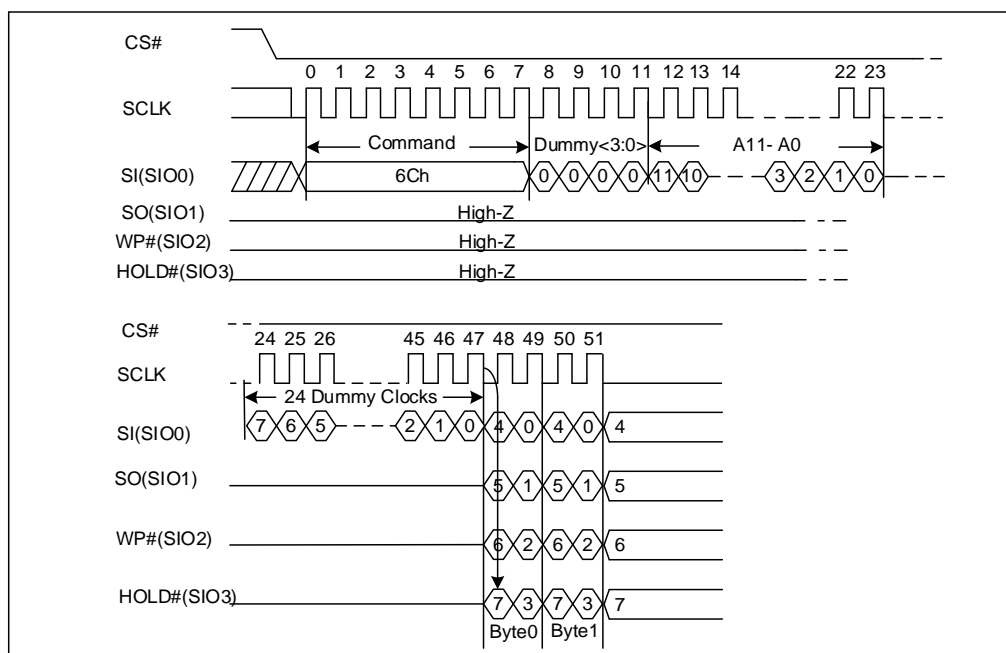 CS#
0 1 2 3 4 5 6 7 8 9 10 11 12 13 14 22 23
SCLK
Command Dummy<3:0> A11- A0
SI(SIO0) 6Ch 0 0 0 0 11 10 3 2 1 0
SO(SIO1) High-Z
WP#(SIO2) High-Z
HOLD#(SIO3) High-Z
CS#
24 25 26 45 46 47 48 49 50 51
SCLK
24 Dummy Clocks
SI(SIO0) 7 6 5 2 1 0 4 0 4 0 4
SO(SIO1) 5 1 5 1 5
WP#(SIO2) 6 2 6 2 6
HOLD#(SIO3) 7 3 7 3 7
Byte0 Byte1